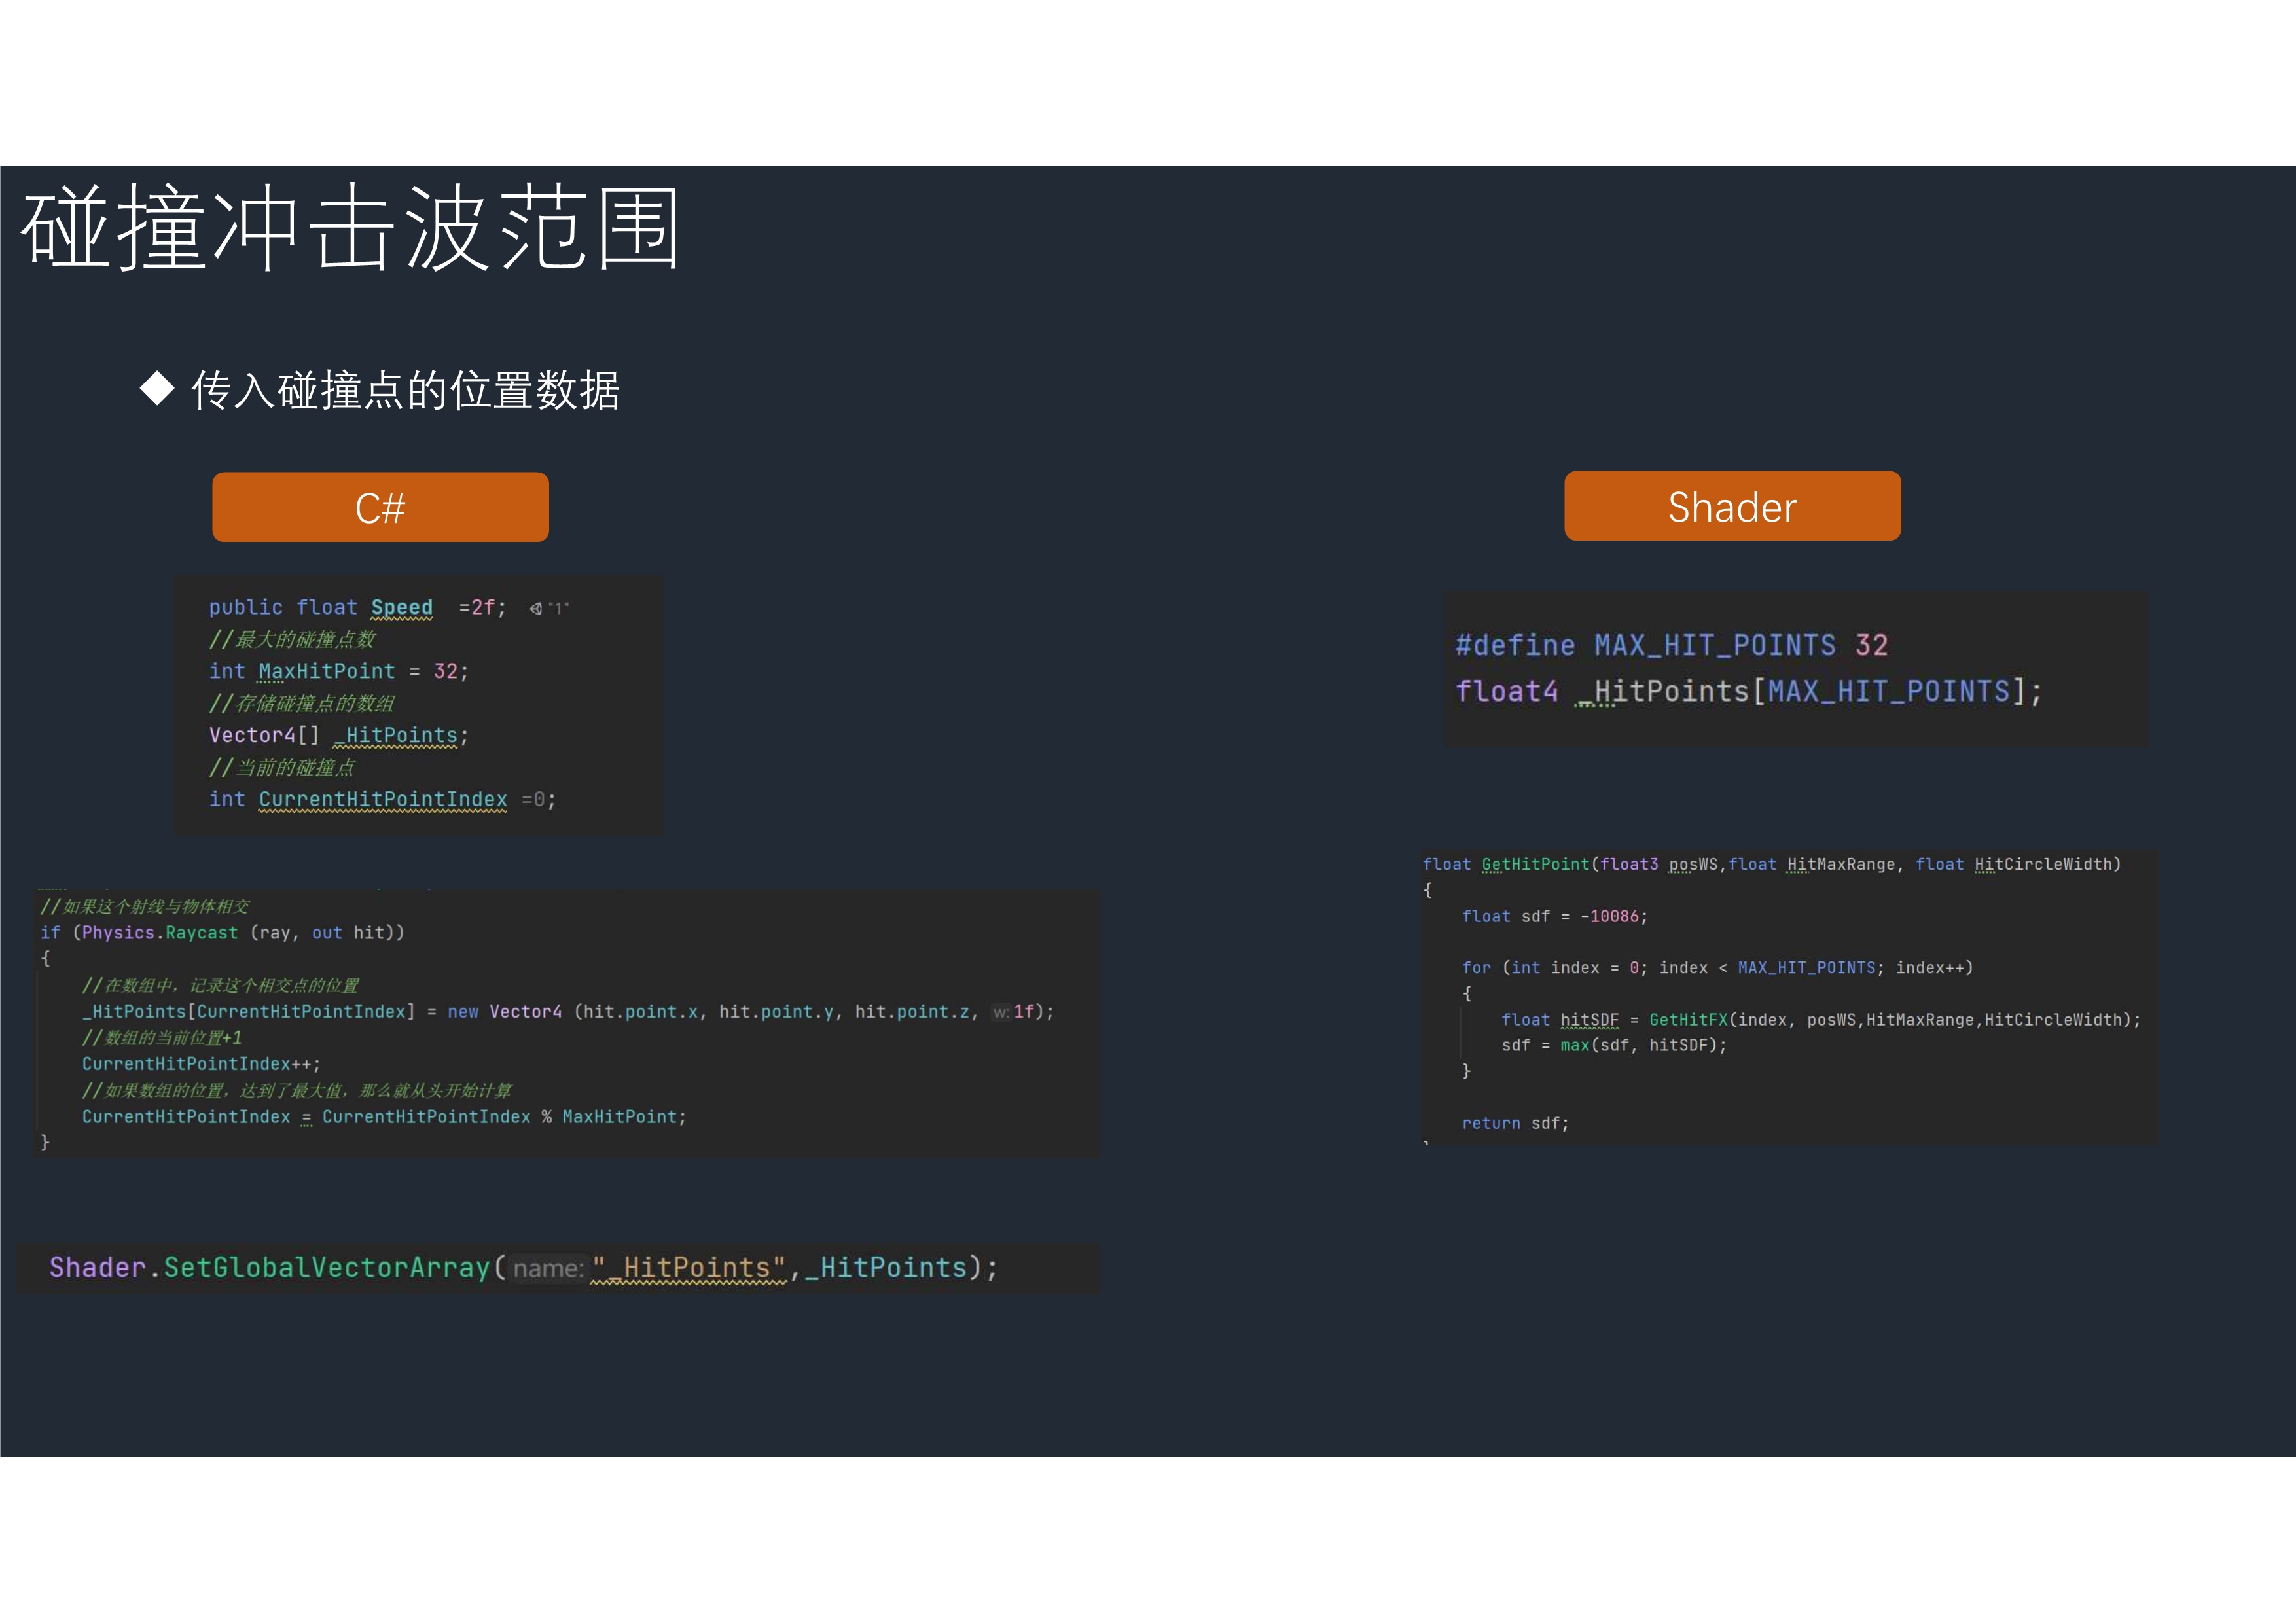 碰撞冲击波范围
◆ 传入碰撞点的位置数据
C#
public float Speed =2f; "1"
//最大的碰撞点数
int MaxHitPoint = 32;
//存储碰撞点的数组
Vector4[] _HitPoints;
//当前的碰撞点
int CurrentHitPointIndex =0;
//如果这个射线与物体相交
if (Physics.Raycast (ray, out hit))
{
//在数组中，记录这个相交点的位置
_HitPoints[CurrentHitPointIndex] = new Vector4 (hit.point.x, hit.point.y, hit.point.z, w:1f);
//数组的当前位置+1
CurrentHitPointIndex++;
//如果数组的位置，达到了最大值，那么就从头开始计算
CurrentHitPointIndex = CurrentHitPointIndex % MaxHitPoint;
}
Shader.SetGlobalVectorArray(name:"_HitPoints",_HitPoints);
Shader
#define MAX_HIT_POINTS 32
float4 _HitPoints[MAX_HIT_POINTS];
float GetHitPoint(float3 posWS,float HitMaxRange, float HitCircleWidth)
{
float sdf = -10086;
for (int index = 0; index < MAX_HIT_POINTS; index++)
{
float hitSDF = GetHitFX(index, posWS,HitMaxRange,HitCircleWidth);
sdf = max(sdf, hitSDF);
}
return sdf;